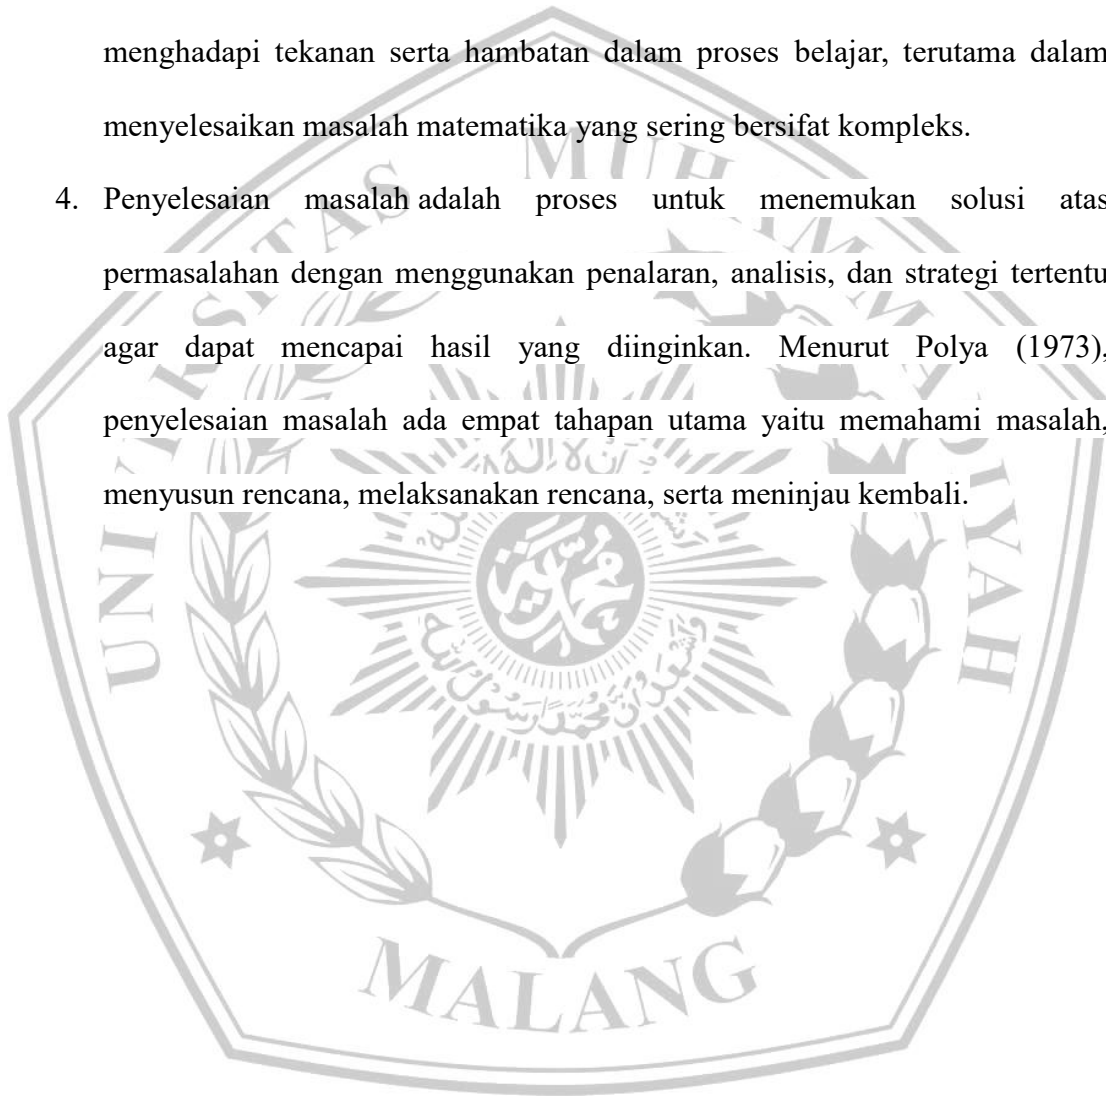 menghadapi tekanan serta hambatan dalam proses belajar, terutama dalam
menyelesaikan masalah matematika yang sering bersifat kompleks.
4. Penyelesaian masalah adalah proses untuk menemukan solusi atas
permasalahan dengan menggunakan penalaran, analisis, dan strategi tertentu
agar dapat mencapai hasil yang diinginkan. Menurut Polya (1973),
penyelesaian masalah ada empat tahapan utama yaitu memahami masalah,
menyusun rencana, melaksanakan rencana, serta meninjau kembali.
MALANG